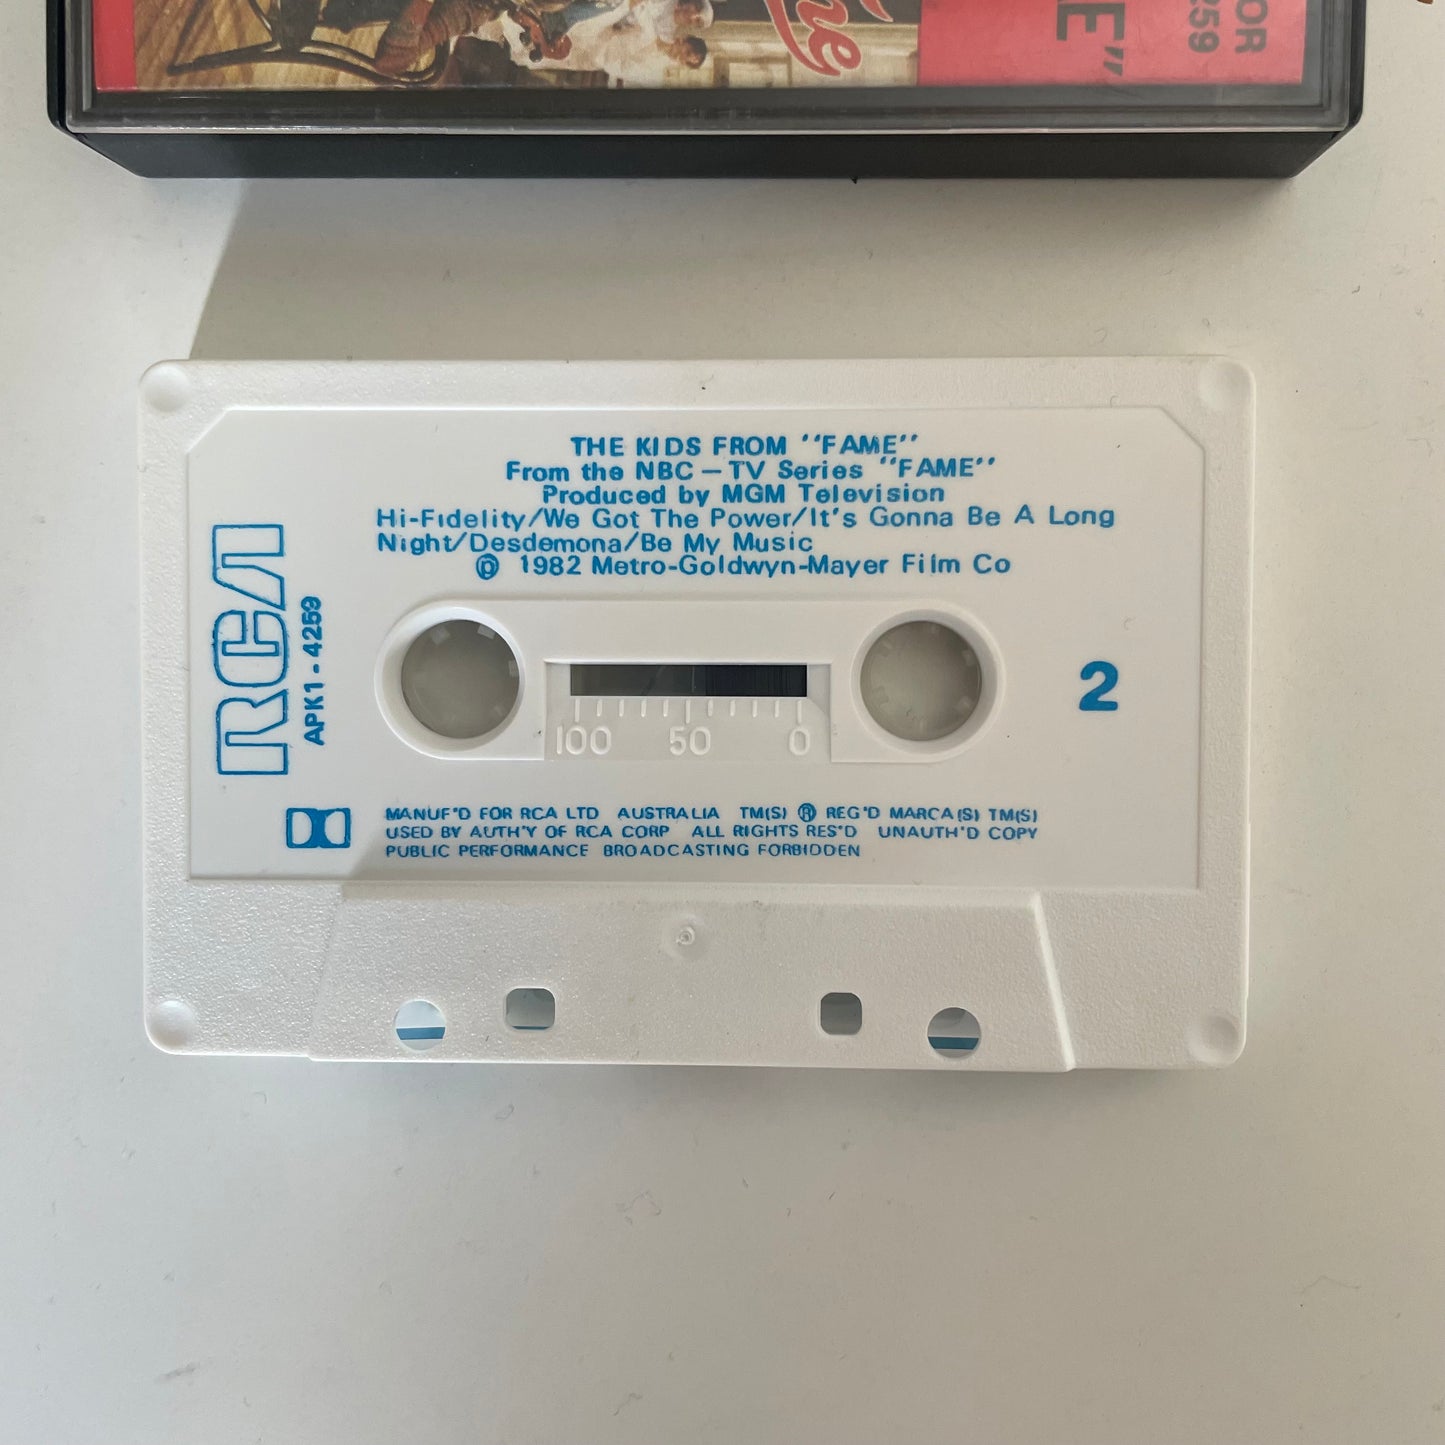 OR
259
E"
THE KIDS FROM "FAME"
From the NBC – TV Series "FAME"
Produced by MGM Television
Hi-Fidelity/We Got The Power/It's Gonna Be A Long
Night/Desdemona/Be My Music
Ⓟ 1982 Metro-Goldwyn-Mayer Film Co
RCA
APK1 - 4259
100 50 0
2
MANUF'D FOR RCA LTD AUSTRALIA TM(S) ® REG'D MARCA(S) TM(S)
USED BY AUTH'Y OF RCA CORP ALL RIGHTS RES'D UNAUTH'D COPY
PUBLIC PERFORMANCE BROADCASTING FORBIDDEN